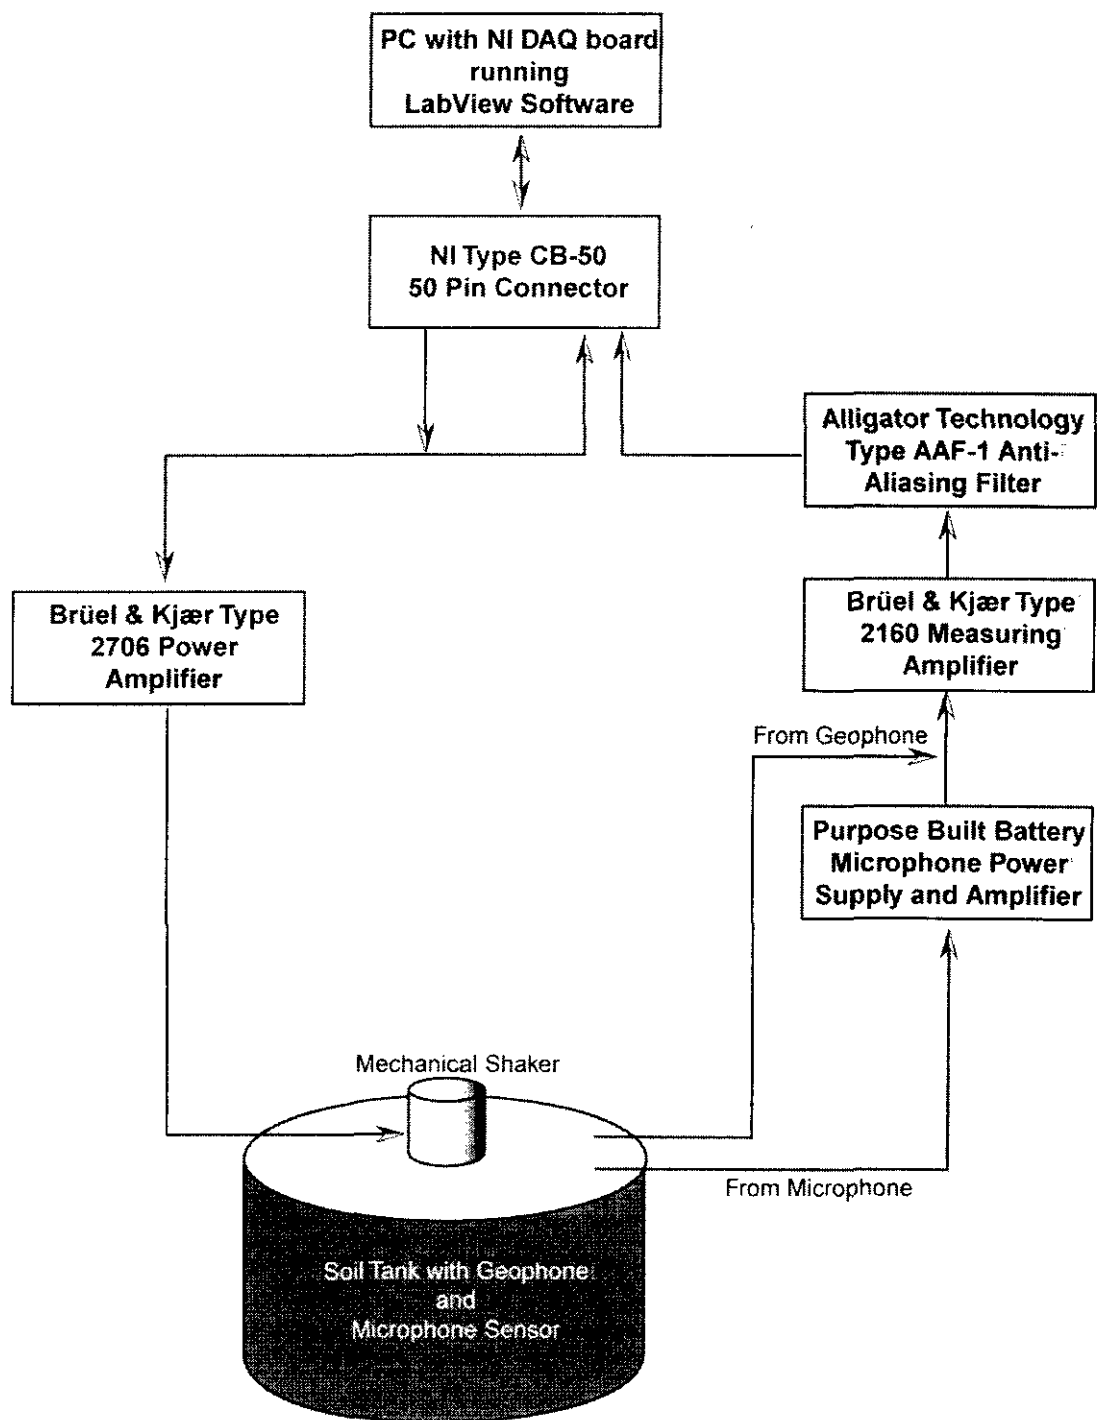 PC with NI DAQ board
running
LabView Software
NI Type CB-50
50 Pin Connector
Alligator Technology
Type AAF-1 Anti-
Aliasing Filter
Brüel & Kjær Type
2706 Power
Amplifier
Brüel & Kjær Type
2160 Measuring
Amplifier
From Geophone
Purpose Built Battery
Microphone Power
Supply and Amplifier
Mechanical Shaker
From Microphone
Soil Tank with Geophone
and
Microphone Sensor